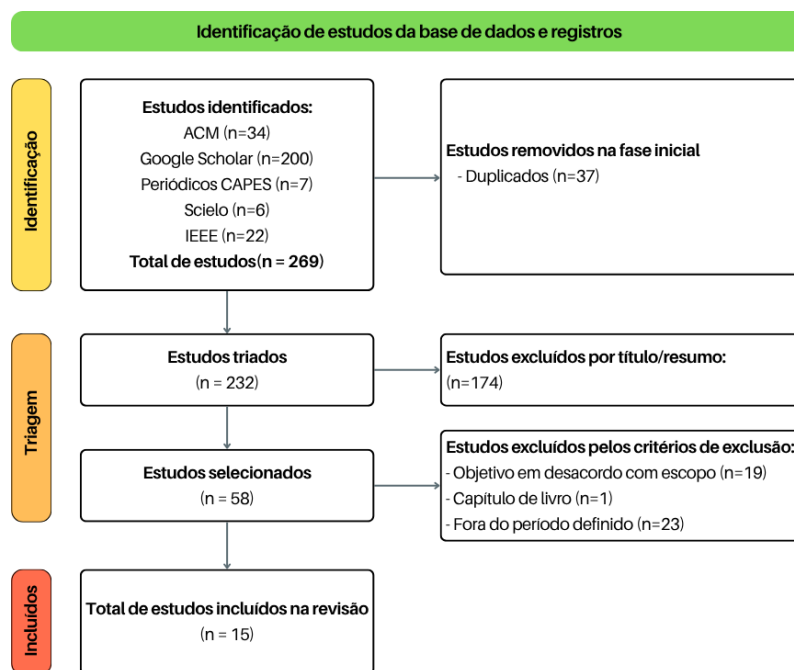 Identificação de estudos da base de dados e registros
Identificação
Estudos identificados:
ACM (n=34)
Google Scholar (n=200)
Periódicos CAPES (n=7)
Scielo (n=6)
IEEE (n=22)
Total de estudos(n = 269)
Estudos removidos na fase inicial
- Duplicados (n=37)
Triagem
Estudos triados
(n = 232)
Estudos excluídos por título/resumo:
(n=174)
Estudos selecionados
(n = 58)
Estudos excluídos pelos critérios de exclusão:
- Objetivo em desacordo com escopo (n=19)
- Capítulo de livro (n=1)
- Fora do período definido (n=23)
Incluídos
Total de estudos incluídos na revisão
(n = 15)